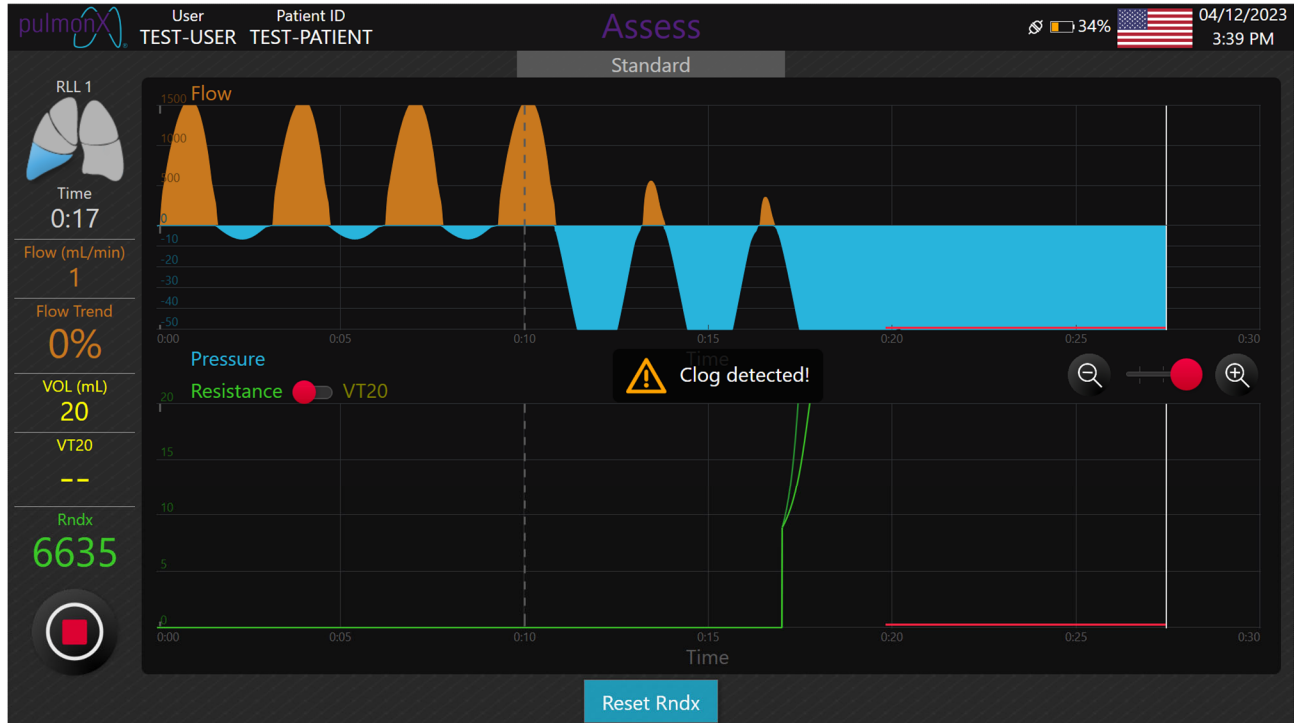 pulmonX
User
TEST-USER
Patient ID
TEST-PATIENT
Assess
34%
04/12/2023
3:39 PM
Standard
RLL 1
Time
0:17
Flow (mL/min)
1
Flow Trend
0%
VOL (mL)
20
VT20
--
Rndx
6635
Flow
1500
1000
500
0
-10
-20
-30
-40
-50
0:00 0:05 0:10 0:15 0:20 0:25 0:30
Time
Pressure
Clog detected!
Resistance VT20
20
15
10
5
0
0:00 0:05 0:10 0:15 0:20 0:25 0:30
Time
Reset Rndx